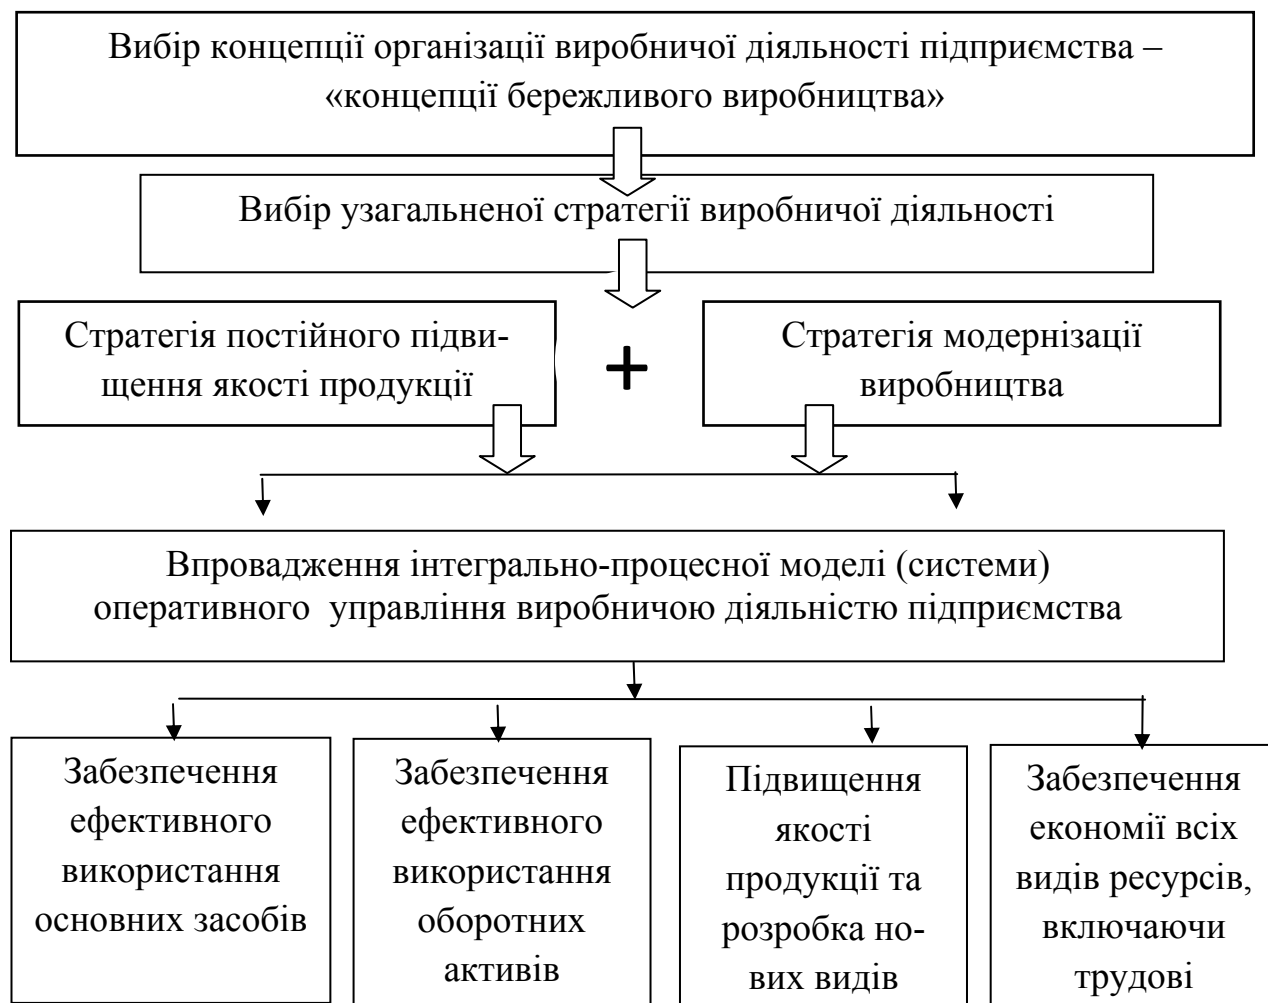 Вибір концепції організації виробничої діяльності підприємства –
«концепції бережливого виробництва»
Вибір узагальненої стратегії виробничої діяльності
Стратегія постійного підви-
щення якості продукції
+
Стратегія модернізації
виробництва
Впровадження інтегрально-процесної моделі (системи)
оперативного управління виробничою діяльністю підприємства
Забезпечення
ефективного
використання
основних засобів
Забезпечення
ефективного
використання
оборотних
активів
Підвищення
якості
продукції та
розробка но-
вих видів
Забезпечення
економії всіх
видів ресурсів,
включаючи
трудові